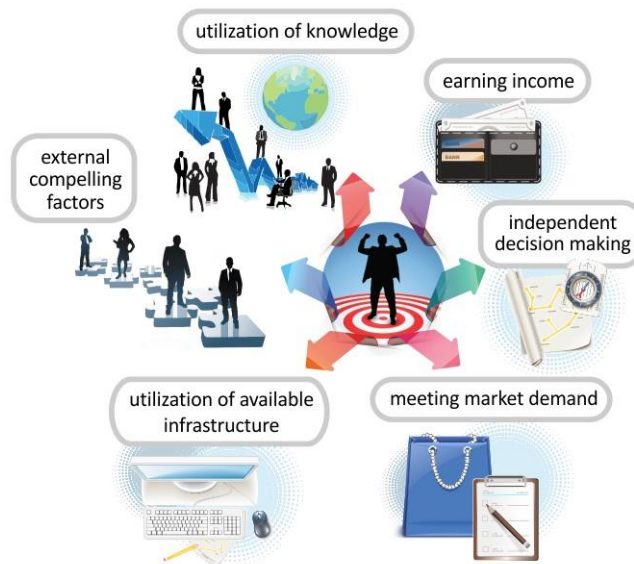 utilization of knowledge
earning income
external
compelling
factors
independent
decision making
utilization of available
infrastructure
meeting market demand